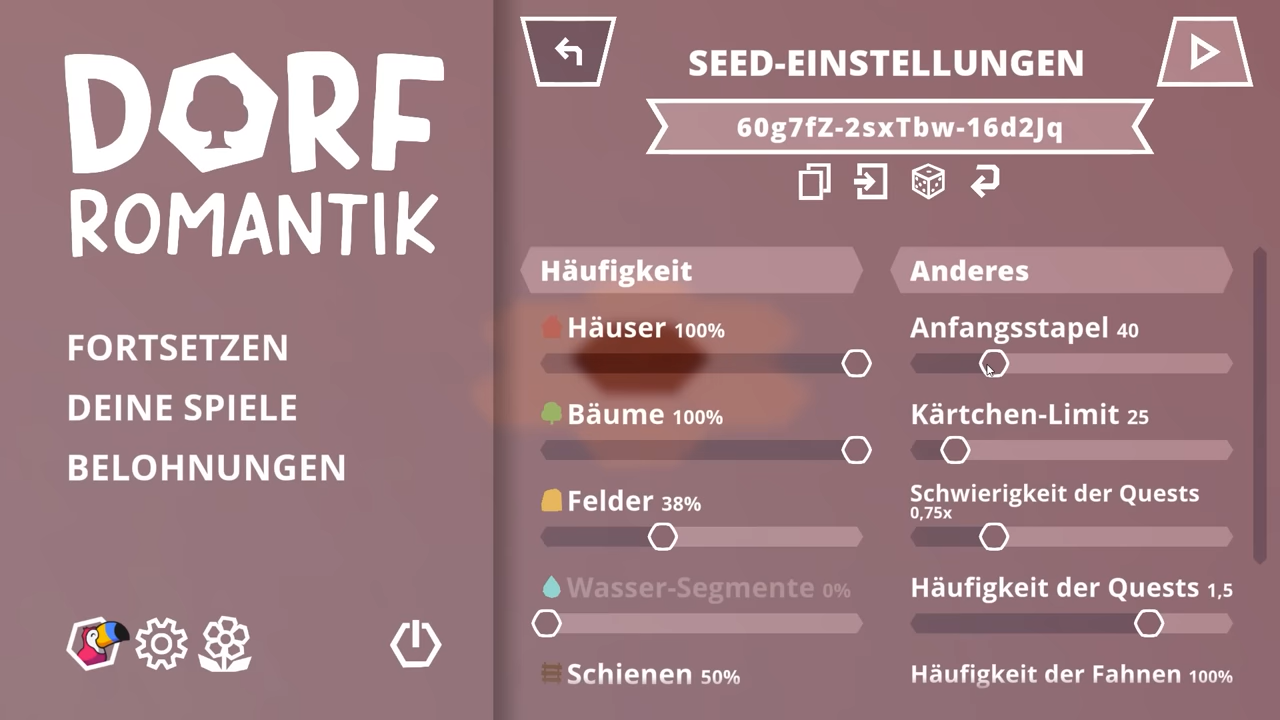 DORF
ROMANTIK
FORTSETZEN
DEINE SPIELE
BELOHNUNGEN
SEED-EINSTELLUNGEN
60g7fZ-2sxTbw-16d2Jq
Häufigkeit
Häuser 100%
Bäume 100%
Felder 38%
Wasser-Segmente 0%
Schienen 50%
Anderes
Anfangsstapel 40
Kärtchen-Limit 25
Schwierigkeit der Quests
0,75x
Häufigkeit der Quests 1,5
Häufigkeit der Fahnen 100%